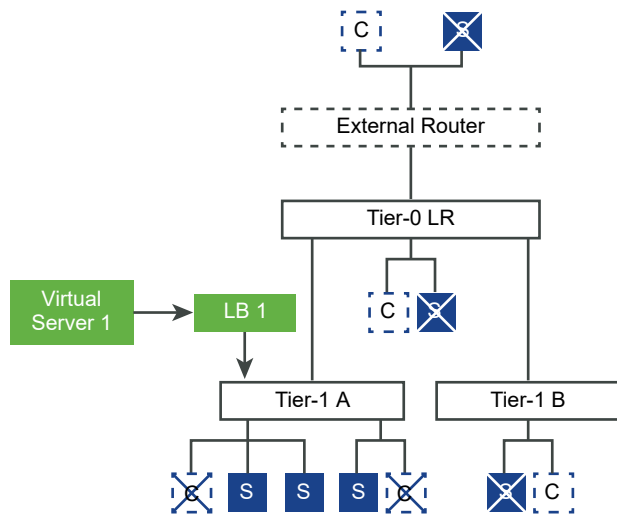 C S
External Router
Tier-0 LR
C S
Virtual
Server 1
LB 1
Tier-1 A
Tier-1 B
C S S S C
S C